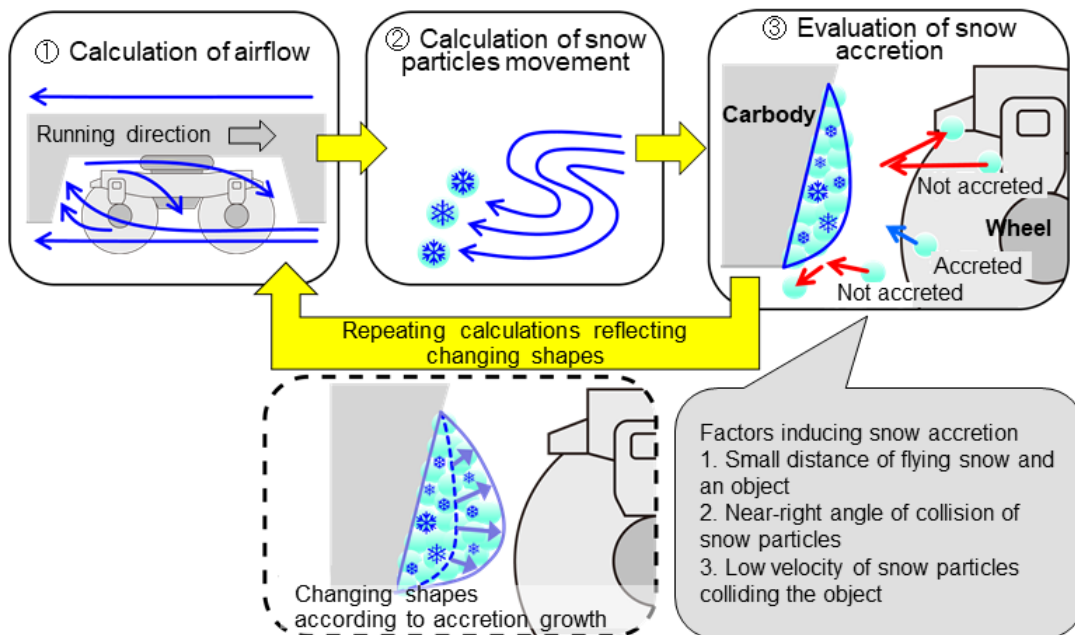 ① Calculation of airflow
Running direction
② Calculation of snow
particles movement
③ Evaluation of snow
accretion
Carbody
Not accreted
Wheel
Accreted
Not accreted
Repeating calculations reflecting
changing shapes
Changing shapes
according to accretion growth
Factors inducing snow accretion
1. Small distance of flying snow and
an object
2. Near-right angle of collision of
snow particles
3. Low velocity of snow particles
colliding the object